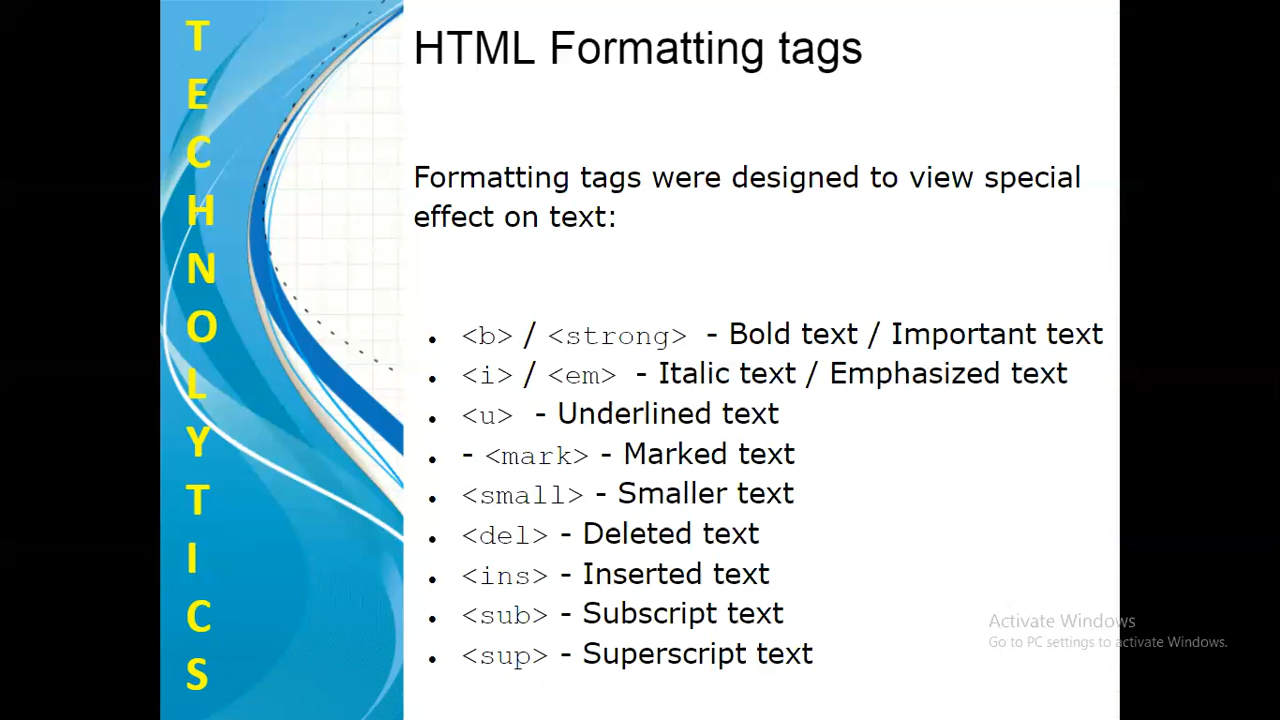 T
E
C
H
N
O
L
Y
T
I
C
S
HTML Formatting tags
Formatting tags were designed to view special
effect on text:
• <b> / <strong> - Bold text / Important text
• <i> / <em> - Italic text / Emphasized text
• <u> - Underlined text
• - <mark> - Marked text
• <small> - Smaller text
• <del> - Deleted text
• <ins> - Inserted text
• <sub> - Subscript text
• <sup> - Superscript text
Activate Windows
Go to PC settings to activate Windows.